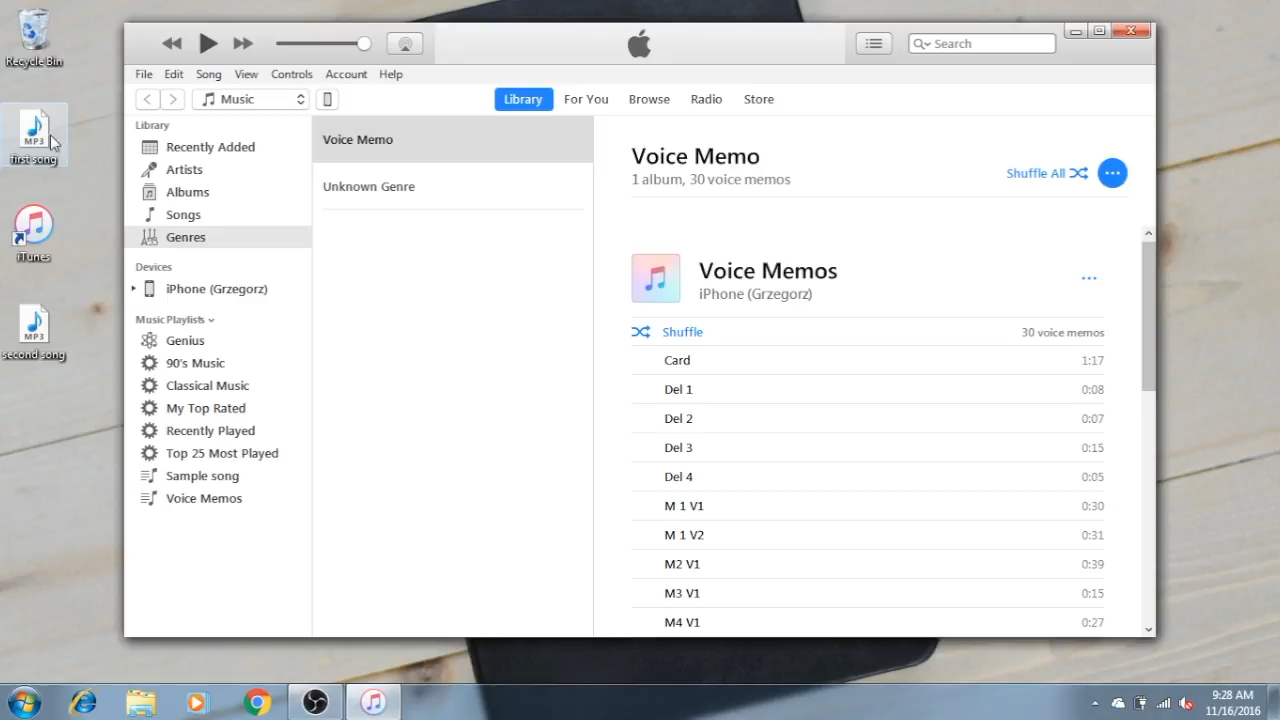 Recycle Bin
MP3
first song
iTunes
MP3
second song
Search
File Edit Song View Controls Account Help
Music
Library For You Browse Radio Store
Library
Recently Added
Artists
Albums
Songs
Genres
Devices
iPhone (Grzegorz)
Music Playlists
Genius
90's Music
Classical Music
My Top Rated
Recently Played
Top 25 Most Played
Sample song
Voice Memos
Voice Memo
Unknown Genre
Voice Memo
1 album, 30 voice memos
Shuffle All
Voice Memos
iPhone (Grzegorz)
Shuffle 30 voice memos
Card 1:17
Del 1 0:08
Del 2 0:07
Del 3 0:15
Del 4 0:05
M 1 V1 0:30
M 1 V2 0:31
M2 V1 0:39
M3 V1 0:15
M4 V1 0:27
9:28 AM
11/16/2016